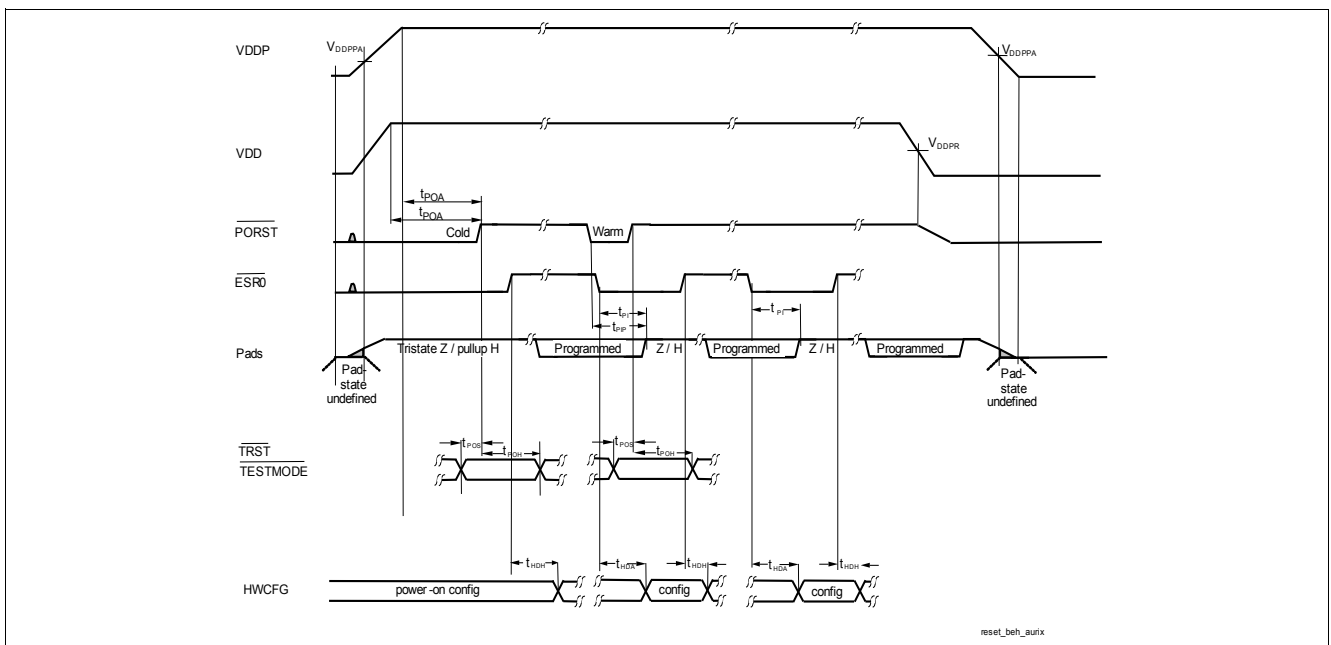 VDDP
VDDPPA
VDDPPA
VDD
VDDPR
tPOA
tPOA
PORST
Cold
Warm
ESR0
tPI
tPIP
tPI
Pads
Tristate Z / pullup H
Programmed
Z / H
Programmed
Z / H
Programmed
Pad-
state
undefined
Pad-
state
undefined
TRST
TESTMODE
tPOS
tPOH
tPOS
tPOH
tHDH
tHDA
tHDH
tHDA
tHDH
HWCFG
power-on config
config
config
reset_beh_aurix